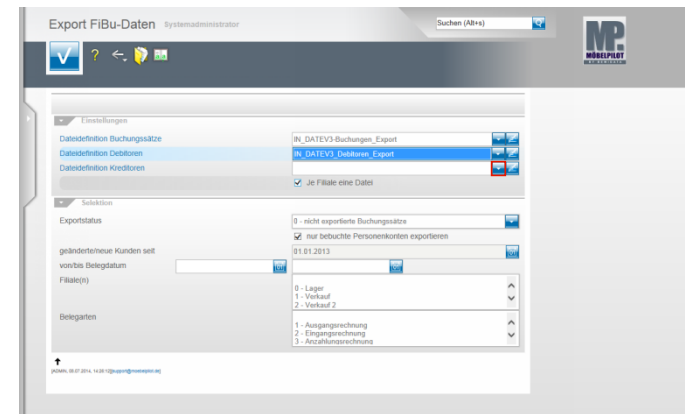 Export FiBu-Daten Systemadministrator
Suchen (Alt+s)
MP.
MÖBELPILOT
?
Einstellungen
Dateidefinition Buchungssätze
IN_DATEV3-Buchungen_Export
Dateidefinition Debitoren
IN_DATEV3_Debitoren_Export
Dateidefinition Kreditoren
Je Filiale eine Datei
Selektion
Exportstatus
0 - nicht exportierte Buchungssätze
nur bebuchte Personenkonten exportieren
geänderte/neue Kunden seit
01.01.2013
von/bis Belegdatum
Filiale(n)
0 - Lager
1 - Verkauf
2 - Verkauf 2
Belegarten
1 - Ausgangsrechnung
2 - Eingangsrechnung
3 - Anzahlungsrechnung